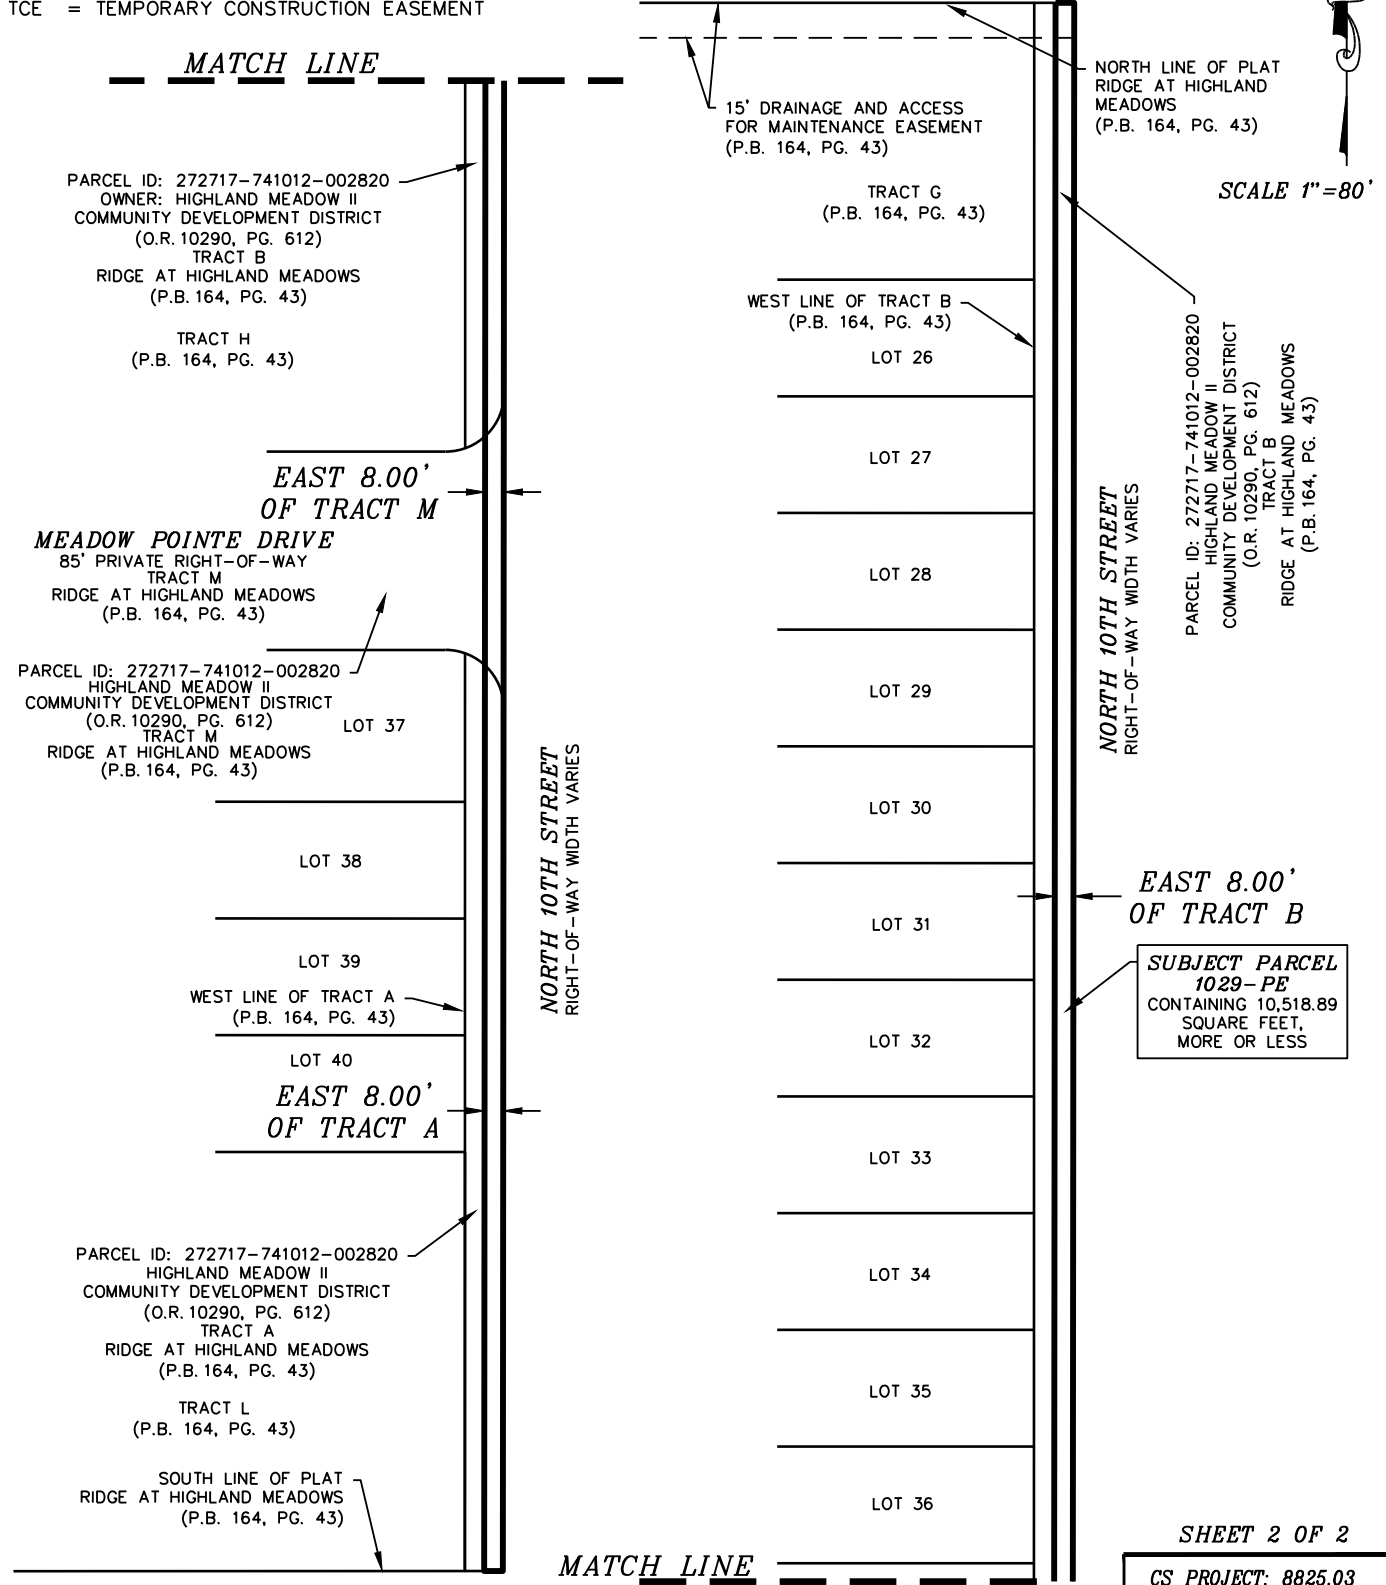 TCE = TEMPORARY CONSTRUCTION EASEMENT
MATCH LINE
PARCEL ID: 272717-741012-002820
OWNER: HIGHLAND MEADOW II
COMMUNITY DEVELOPMENT DISTRICT
(O.R. 10290, PG. 612)
TRACT B
RIDGE AT HIGHLAND MEADOWS
(P.B. 164, PG. 43)
TRACT H
(P.B. 164, PG. 43)
EAST 8.00'
OF TRACT M
MEADOW POINTE DRIVE
85' PRIVATE RIGHT-OF-WAY
TRACT M
RIDGE AT HIGHLAND MEADOWS
(P.B. 164, PG. 43)
PARCEL ID: 272717-741012-002820
HIGHLAND MEADOW II
COMMUNITY DEVELOPMENT DISTRICT
(O.R. 10290, PG. 612)
TRACT M
RIDGE AT HIGHLAND MEADOWS
(P.B. 164, PG. 43)
LOT 37
LOT 38
LOT 39
WEST LINE OF TRACT A
(P.B. 164, PG. 43)
LOT 40
EAST 8.00'
OF TRACT A
PARCEL ID: 272717-741012-002820
HIGHLAND MEADOW II
COMMUNITY DEVELOPMENT DISTRICT
(O.R. 10290, PG. 612)
TRACT A
RIDGE AT HIGHLAND MEADOWS
(P.B. 164, PG. 43)
TRACT L
(P.B. 164, PG. 43)
SOUTH LINE OF PLAT
RIDGE AT HIGHLAND MEADOWS
(P.B. 164, PG. 43)
NORTH 10TH STREET
RIGHT-OF-WAY WIDTH VARIES
15' DRAINAGE AND ACCESS
FOR MAINTENANCE EASEMENT
(P.B. 164, PG. 43)
NORTH LINE OF PLAT
RIDGE AT HIGHLAND
MEADOWS
(P.B. 164, PG. 43)
SCALE 1"=80'
TRACT G
(P.B. 164, PG. 43)
WEST LINE OF TRACT B
(P.B. 164, PG. 43)
LOT 26
LOT 27
LOT 28
LOT 29
LOT 30
LOT 31
LOT 32
LOT 33
LOT 34
LOT 35
LOT 36
MATCH LINE
NORTH 10TH STREET
RIGHT-OF-WAY WIDTH VARIES
PARCEL ID: 272717-741012-002820
HIGHLAND MEADOW II
COMMUNITY DEVELOPMENT DISTRICT
(O.R. 10290, PG. 612)
TRACT B
RIDGE AT HIGHLAND MEADOWS
(P.B. 164, PG. 43)
EAST 8.00'
OF TRACT B
SUBJECT PARCEL
1029-PE
CONTAINING 10,518.89
SQUARE FEET,
MORE OR LESS
SHEET 2 OF 2
CS PROJECT: 8825.03